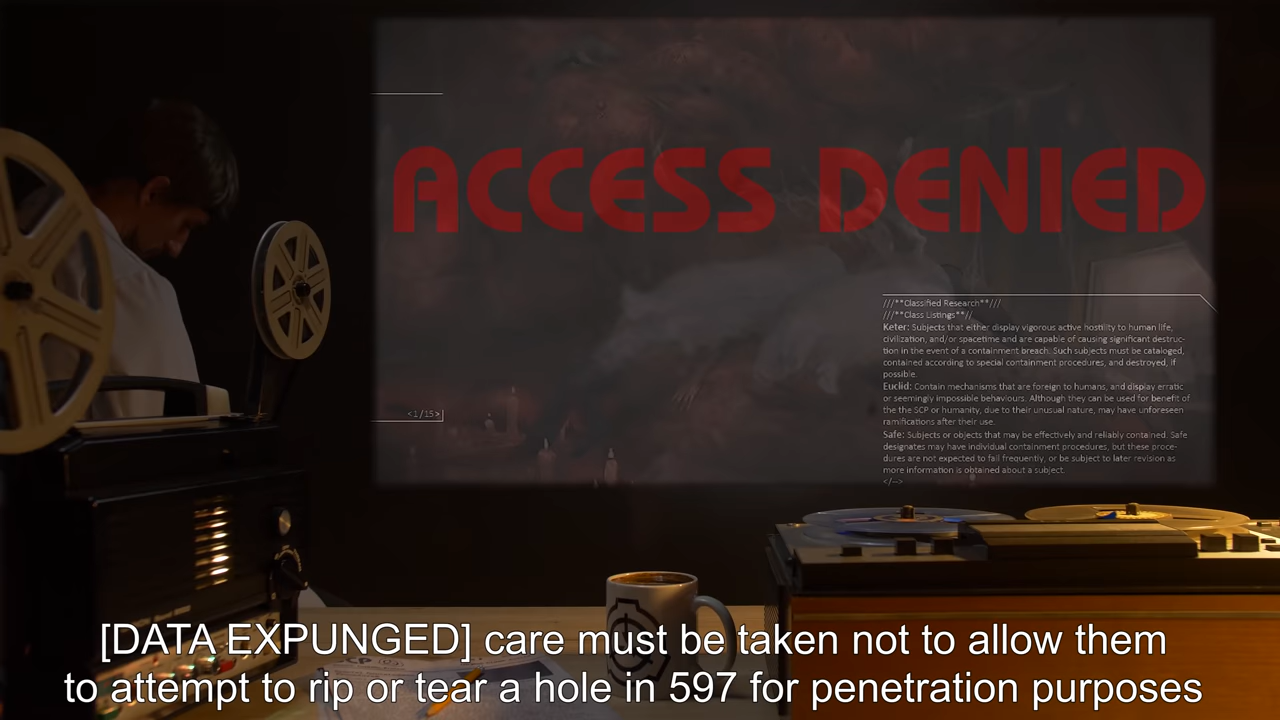 ACCESS DENIED
///**Classified Research**///
///**Class Listings**//
Keter: Subjects that either display vigorous active hostility to human life,
civilization, and/or spacetime and are capable of causing significant destruc-
tion in the event of a containment breach. Such subjects must be cataloged,
contained according to special containment procedures, and destroyed, if
possible.
Euclid: Contain mechanisms that are foreign to humans, and display erratic
or seemingly impossible behaviours. Although they can be used for benefit of
the the SCP or humanity, due to their unusual nature, may have unforeseen
ramifications after their use.
Safe: Subjects or objects that may be effectively and reliably contained. Safe
designates may have individual containment procedures, but these proce-
dures are not expected to fail frequently, or be subject to later revision as
more information is obtained about a subject.
</-->
<1/15>
[DATA EXPUNGED] care must be taken not to allow them
to attempt to rip or tear a hole in 597 for penetration purposes